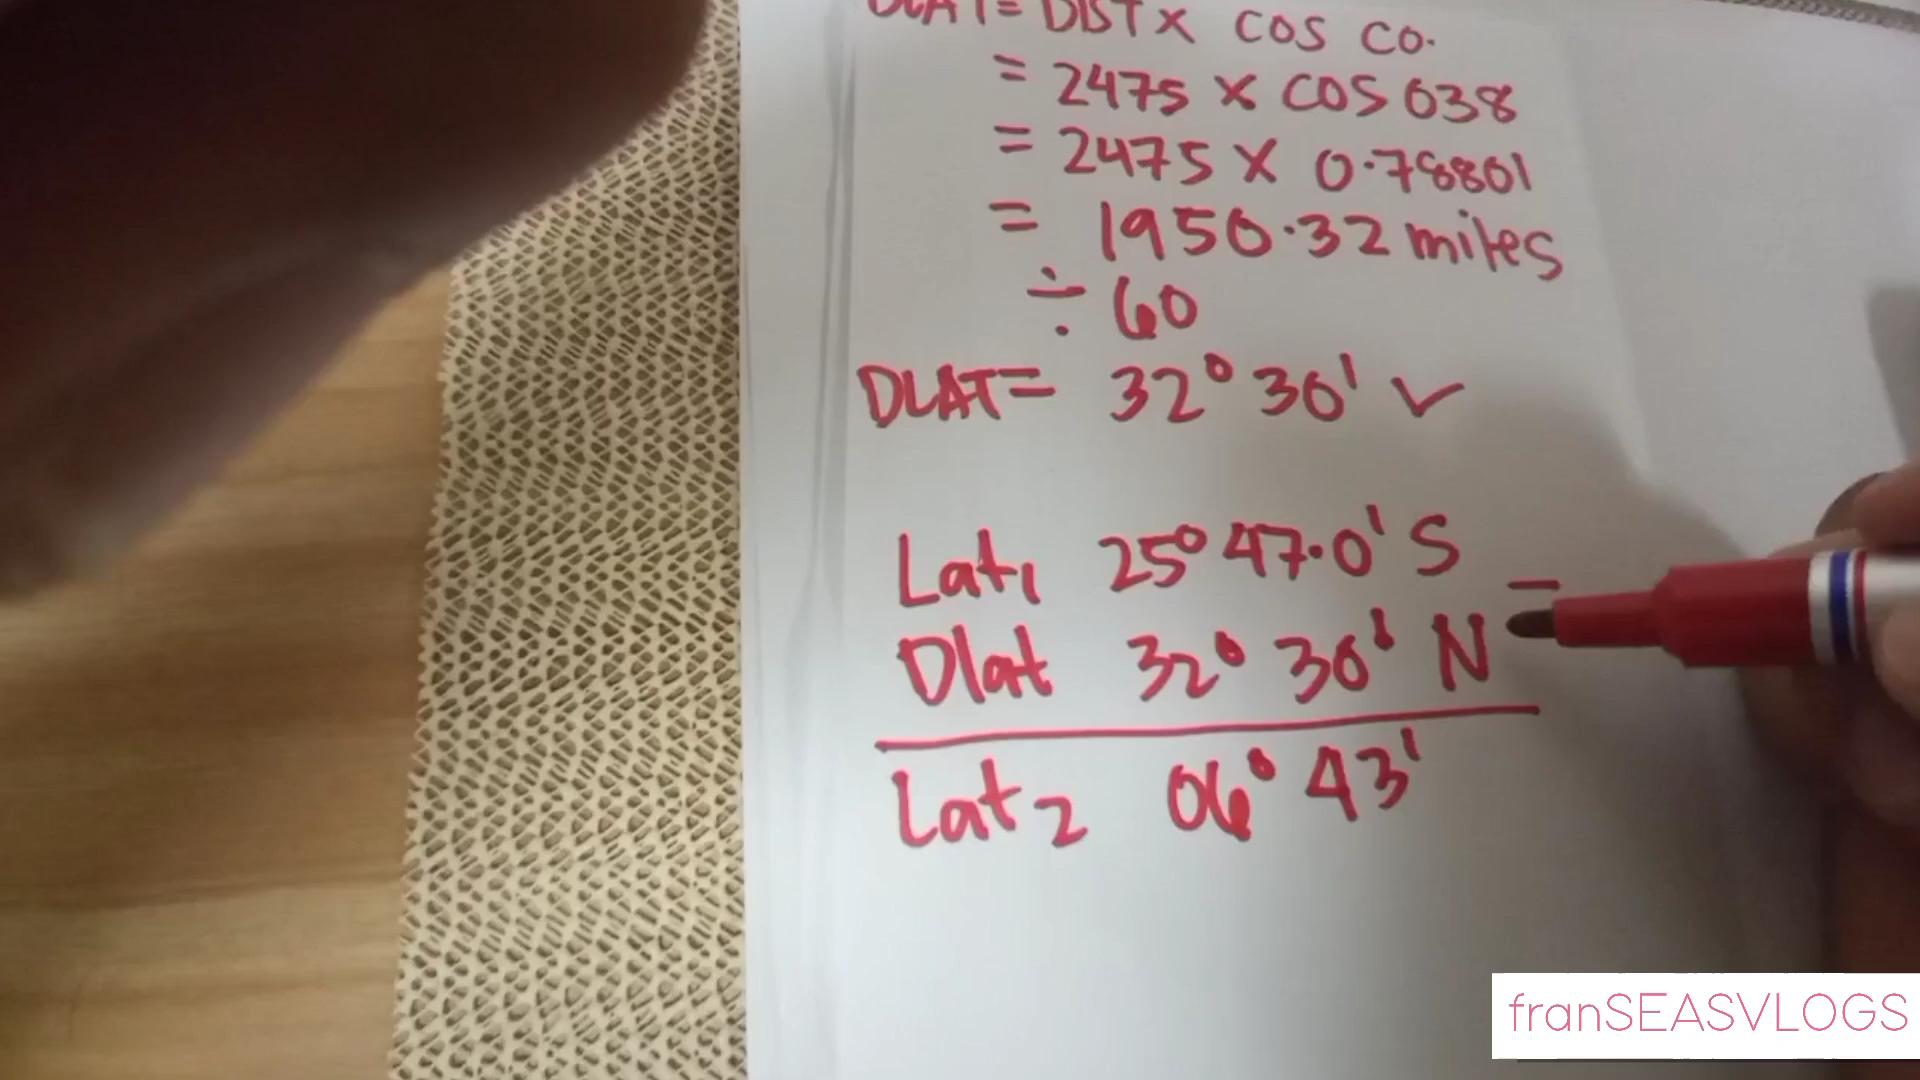 DLAT = DIST X COS CO.
= 2475 X COS 038
= 2475 X 0.78801
= 1950.32 miles
÷ 60
DLAT = 32° 30' ✓
Lat1 25° 47.0' S
Dlat 32° 30' N
Lat2 06° 43'
franSEASVLOGS